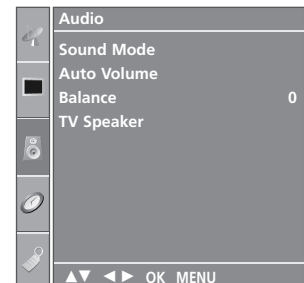 Audio
Sound Mode
Auto Volume
Balance 0
TV Speaker
▲▼ ◄► OK MENU